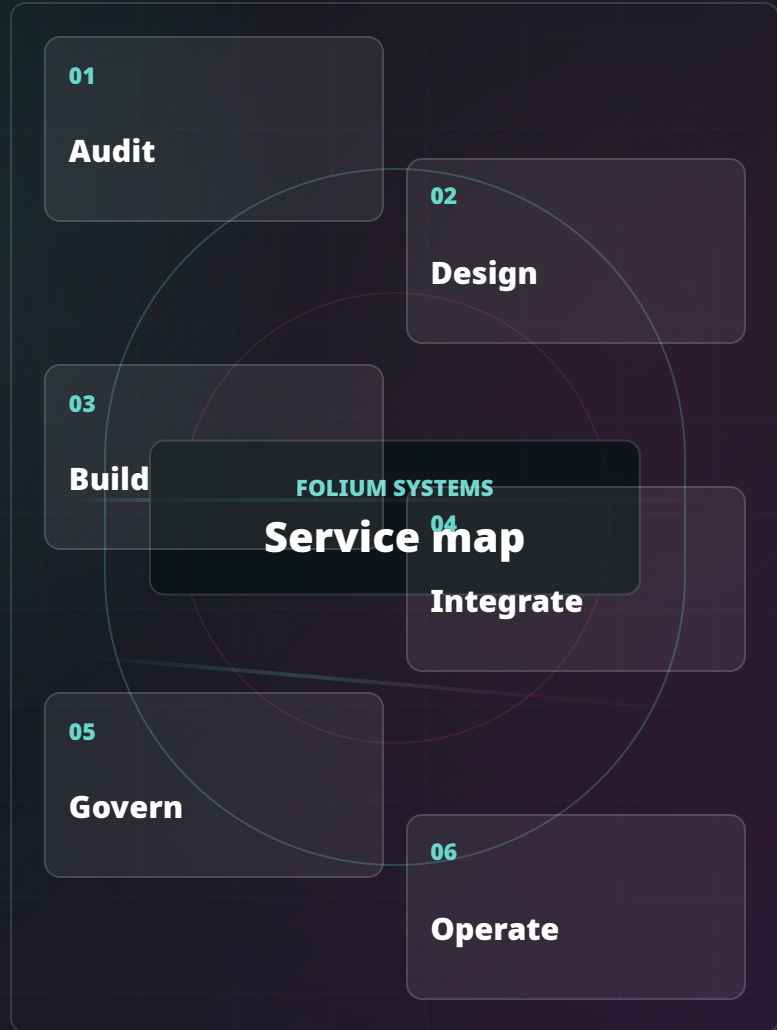 01
Audit
02
Design
03
Build
FOLIUM SYSTEMS
04
Service map
Integrate
05
Govern
06
Operate